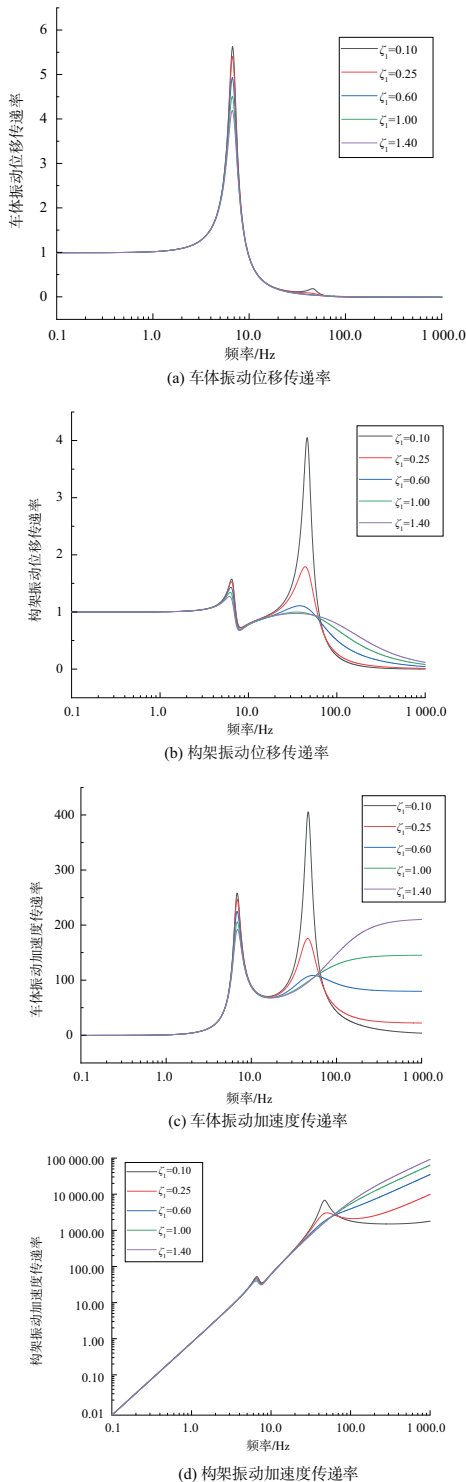 6
5
4
3
2
1
0
0.1
1.0
10.0
100.0
1 000.0
车体振动位移传递率
频率/Hz
ζ₁=0.10
ζ₁=0.25
ζ₁=0.60
ζ₁=1.00
ζ₁=1.40
(a) 车体振动位移传递率
4
3
2
1
0
0.1
1.0
10.0
100.0
1 000.0
构架振动位移传递率
频率/Hz
ζ₁=0.10
ζ₁=0.25
ζ₁=0.60
ζ₁=1.00
ζ₁=1.40
(b) 构架振动位移传递率
400
300
200
100
0
0.1
1.0
10.0
100.0
1 000
车体振动加速度传递率
频率/Hz
ζ₁=0.10
ζ₁=0.25
ζ₁=0.60
ζ₁=1.00
ζ₁=1.40
(c) 车体振动加速度传递率
100 000.00
10 000.00
1 000.00
100.00
10.00
1.00
0.10
0.01
0.1
1.0
10.0
100.0
1 000.0
构架振动加速度传递率
频率/Hz
ζ₁=0.10
ζ₁=0.25
ζ₁=0.60
ζ₁=1.00
ζ₁=1.40
(d) 构架振动加速度传递率